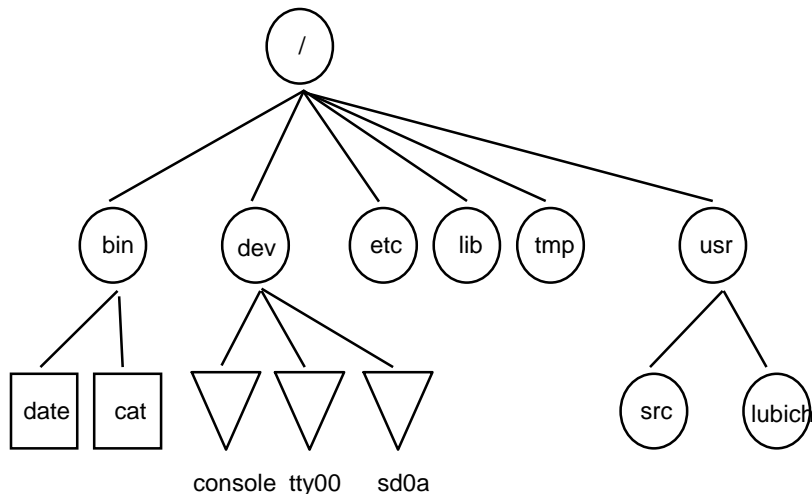 /
bin dev etc lib tmp usr
date cat src lubich
console tty00 sd0a